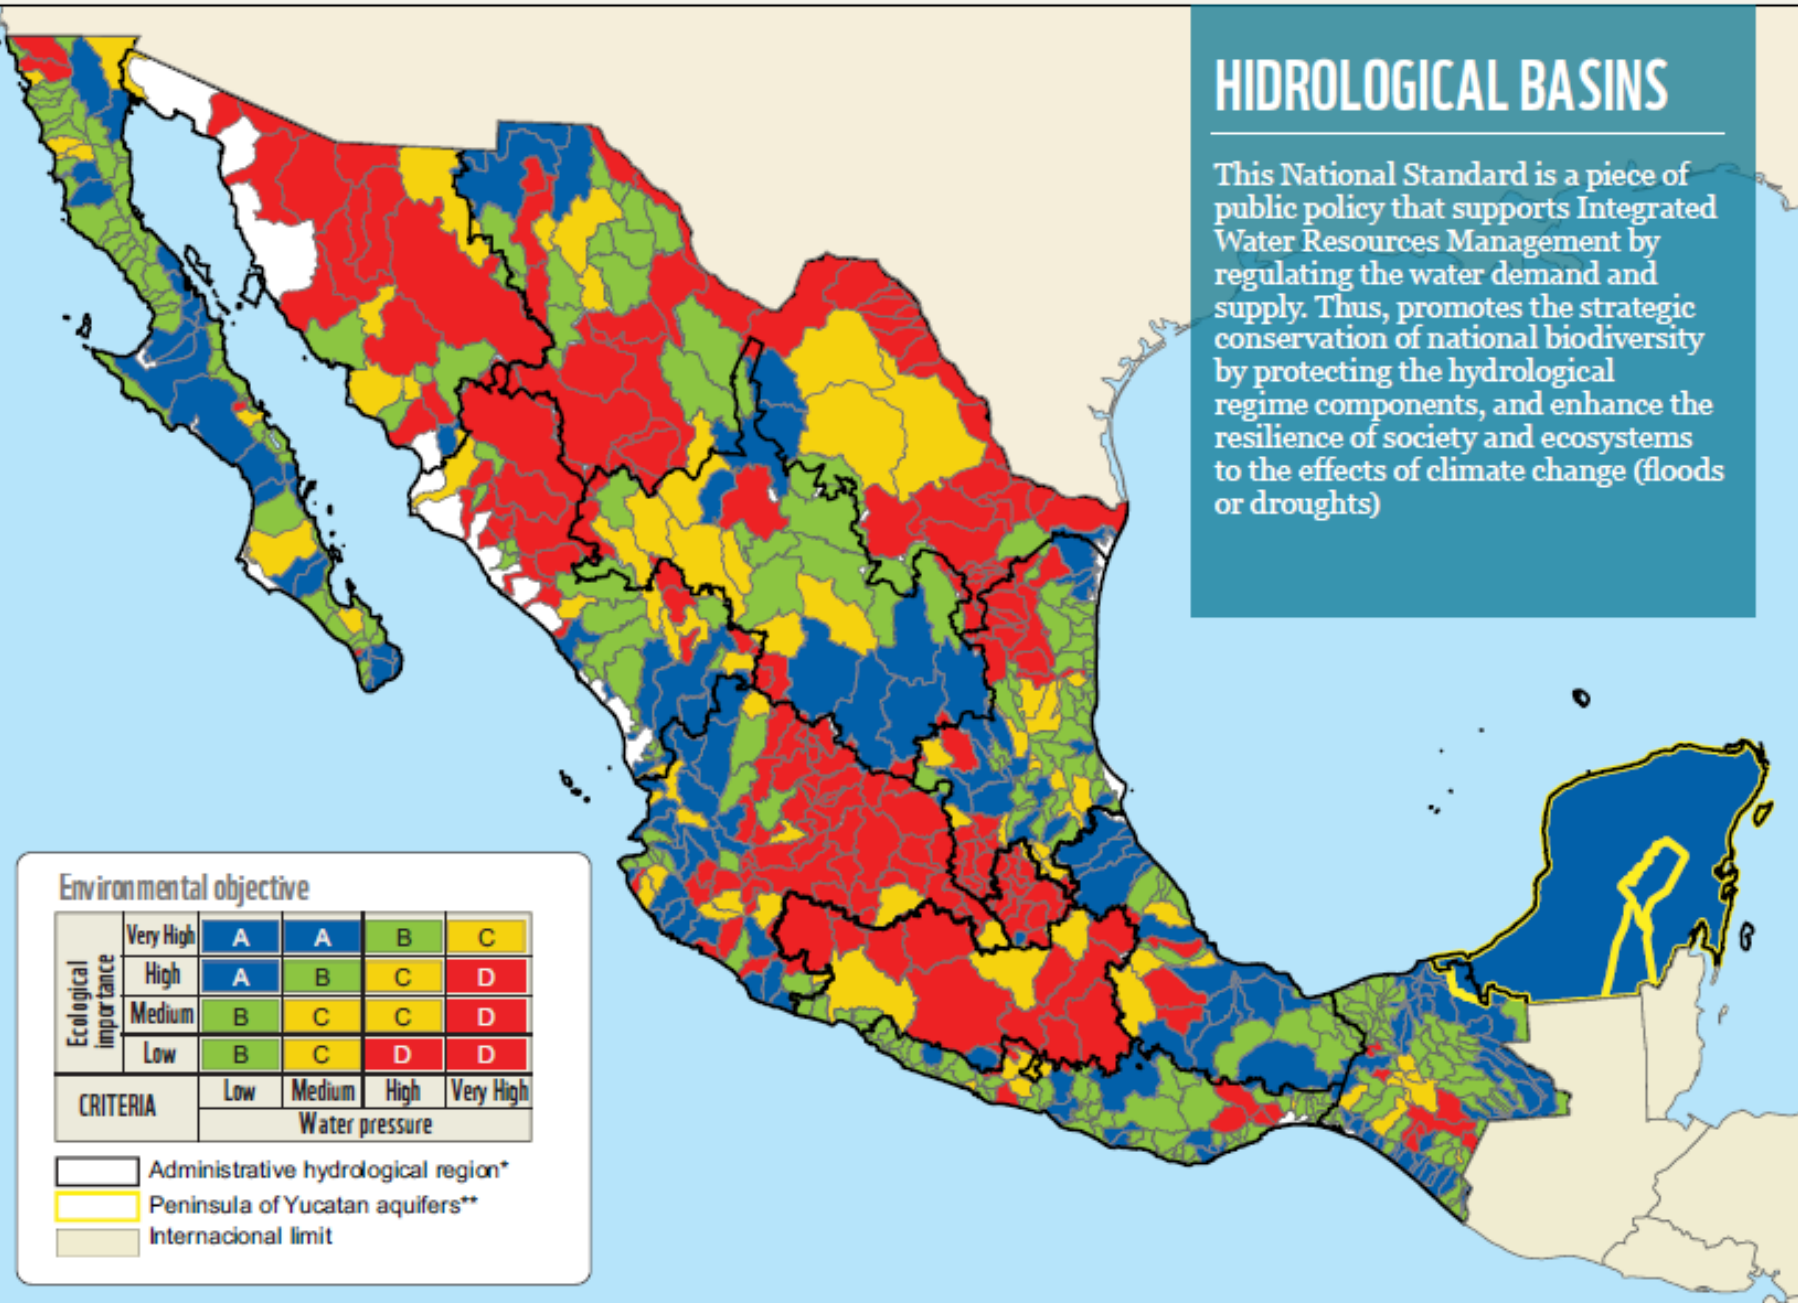 HIDROLOGICAL BASINS
This National Standard is a piece of
public policy that supports Integrated
Water Resources Management by
regulating the water demand and
supply. Thus, promotes the strategic
conservation of national biodiversity
by protecting the hydrological
regime components, and enhance the
resilience of society and ecosystems
to the effects of climate change (floods
or droughts)
Environmental objective
Ecological
importance
Very High A A B C
High A B C D
Medium B C C D
Low B C D D
CRITERIA
Low Medium High Very High
Water pressure
Administrative hydrological region*
Peninsula of Yucatan aquifers**
Internacional limit